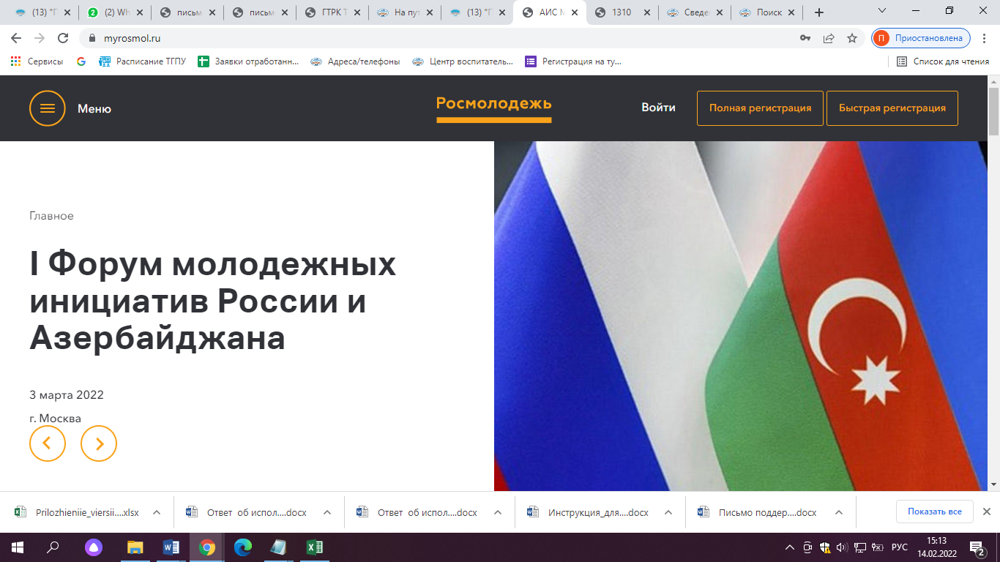 (13) "Г
(2) Wh
письм
письм
ГТРК Т
На пут
(13) "Г
АИС М
1310
Сведе
Поиск
myrosmol.ru
П
Приостановлена
Сервисы
Расписание ТГПУ
Заявки отработанн...
Адреса/телефоны
Центр воспитатель...
Регистрация на ту...
Список для чтения
Меню
Росмолодежь
Войти
Полная регистрация
Быстрая регистрация
Главное
I Форум молодежных
инициатив России и
Азербайджана
3 марта 2022
г. Москва
Prilozhieniie_viersii....xlsx
Ответ об испол....docx
Ответ об испол....docx
Инструкция_для....docx
Письмо поддер....docx
Показать все
РУС
15:13
14.02.2022
2